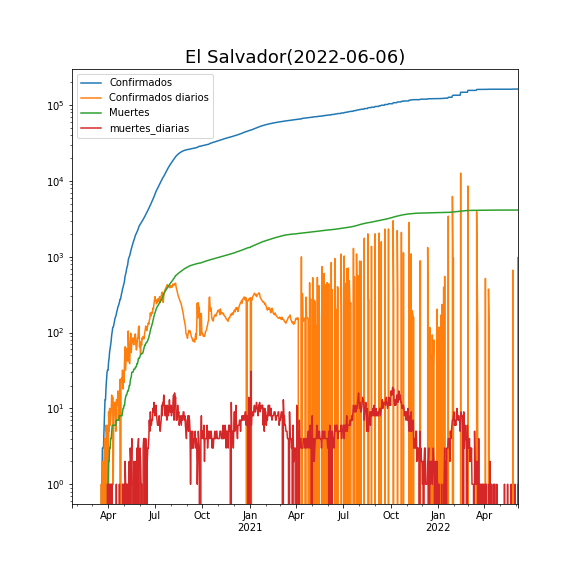 El Salvador(2022-06-06)
Confirmados
Confirmados diarios
Muertes
muertes_diarias
10^5
10^4
10^3
10^2
10^1
10^0
Apr Jul Oct Jan Apr Jul Oct Jan Apr
2021 2022